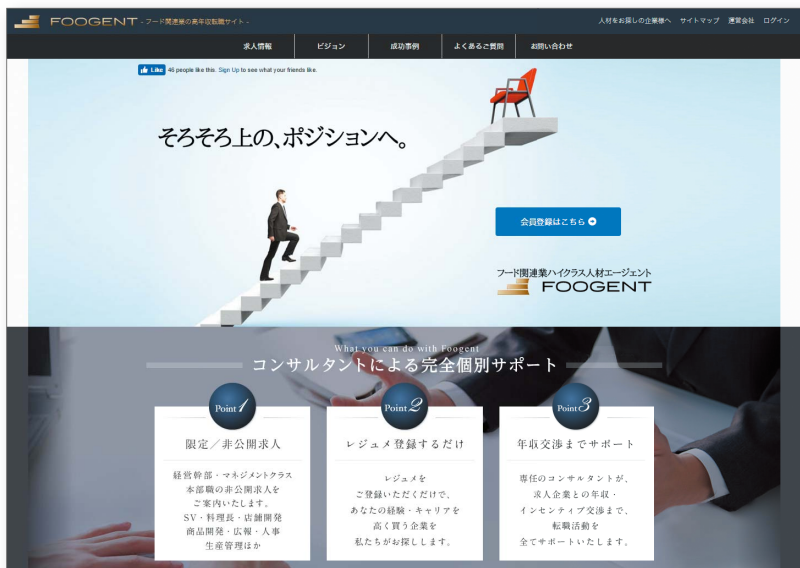 FOOGENT - フード関連業の高年収転職サイト -
人材をお探しの企業様へ サイトマップ 運営会社 ログイン
求人情報 ビジョン 成功事例 よくあるご質問 お問い合わせ
Like 46 people like this. Sign Up to see what your friends like.
そろそろ上の、ポジションへ。
会員登録はこちら
フード関連業ハイクラス人材エージェント
FOOGENT
What you can do with Foogent
コンサルタントによる完全個別サポート
Point 1
限定／非公開求人
経営幹部・マネジメントクラス
本部職の非公開求人を
ご案内いたします。
SV・料理長・店舗開発
商品開発・広報・人事
生産管理ほか
Point 2
レジュメ登録するだけ
レジュメを
ご登録いただくだけで、
あなたの経験・キャリアを
高く買う企業を
私たちがお探しします。
Point 3
年収交渉までサポート
専任のコンサルタントが、
求人企業との年収・
インセンティブ交渉まで、
転職活動を
全てサポートいたします。